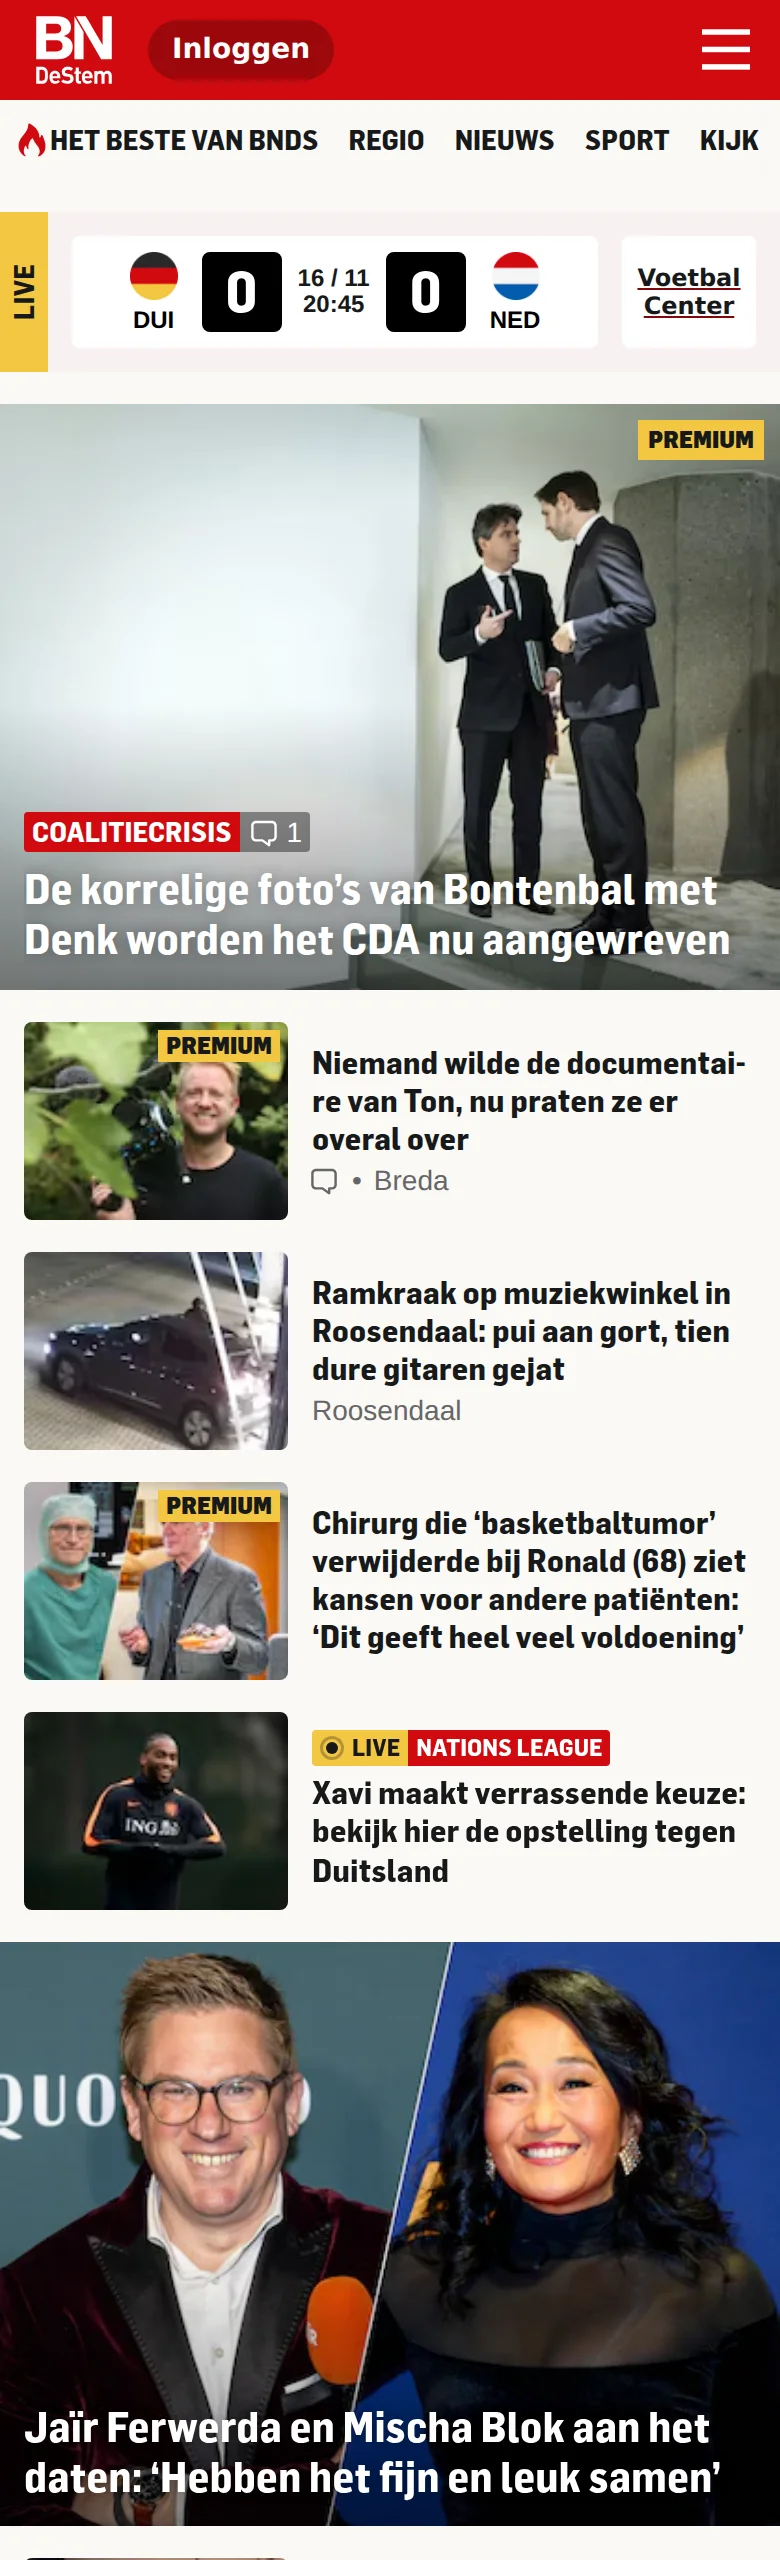 BN
DeStem
Inloggen
HET BESTE VAN BNDS REGIO NIEUWS SPORT KIJK
LIVE
DUI
0
16 / 11
20:45
0
NED
Voetbal
Center
PREMIUM
COALITIECRISIS 1
De korrelige foto’s van Bontenbal met
Denk worden het CDA nu aangewreven
PREMIUM
Niemand wilde de documentai-
re van Ton, nu praten ze er
overal over
• Breda
Ramkraak op muziekwinkel in
Roosendaal: pui aan gort, tien
dure gitaren gejat
Roosendaal
PREMIUM
Chirurg die ‘basketbaltumor’
verwijderde bij Ronald (68) ziet
kansen voor andere patiënten:
‘Dit geeft heel veel voldoening’
ING
LIVE NATIONS LEAGUE
Xavi maakt verrassende keuze:
bekijk hier de opstelling tegen
Duitsland
QUO
Jaïr Ferwerda en Mischa Blok aan het
daten: ‘Hebben het fijn en leuk samen’